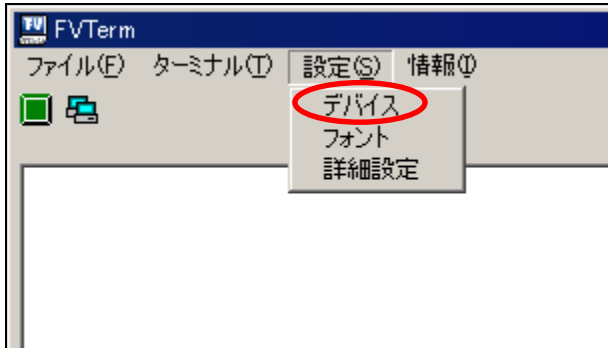 FV FVTerm
ファイル(F) ターミナル(T) 設定(S) 情報(I)
デバイス
フォント
詳細設定